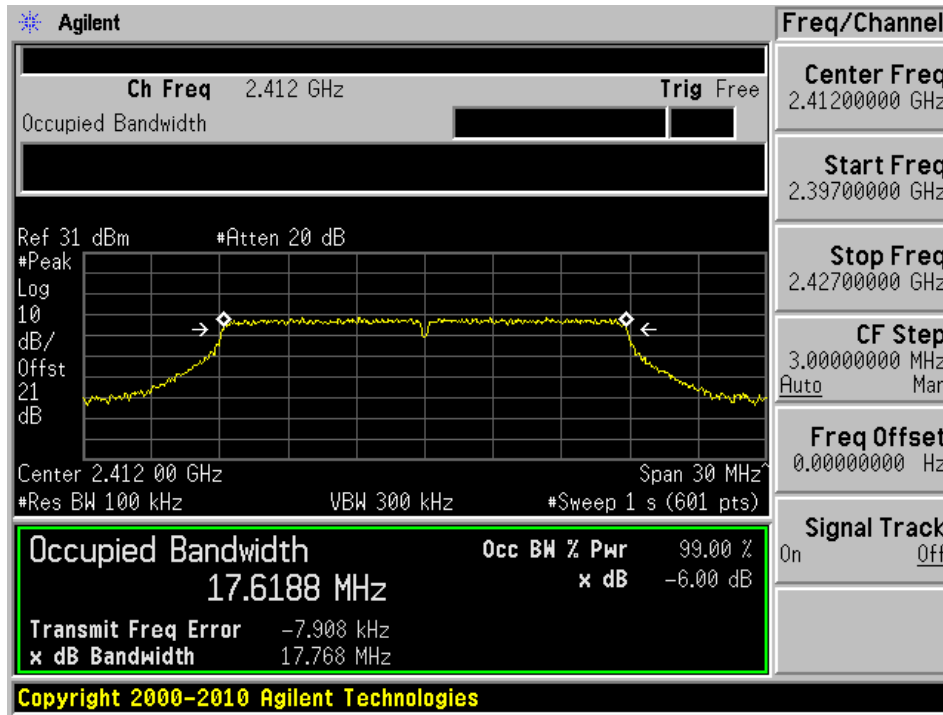 Agilent
Freq/Channel
Ch Freq 2.412 GHz Trig Free
Occupied Bandwidth
Center Freq
2.41200000 GHz
Start Freq
2.39700000 GHz
Stop Freq
2.42700000 GHz
CF Step
3.00000000 MHz
Auto Man
Freq Offset
0.00000000 Hz
Signal Track
On Off
Ref 31 dBm #Atten 20 dB
#Peak
Log
10
dB/
Offst
21
dB
Center 2.412 00 GHz Span 30 MHz^
#Res BW 100 kHz VBW 300 kHz #Sweep 1 s (601 pts)
Occupied Bandwidth Occ BW % Pwr 99.00 %
17.6188 MHz x dB -6.00 dB
Transmit Freq Error -7.908 kHz
x dB Bandwidth 17.768 MHz
Copyright 2000-2010 Agilent Technologies